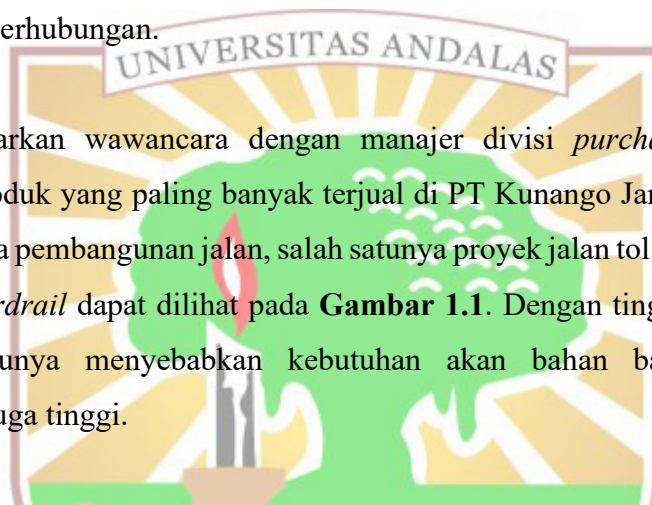 erhubungan.
UNIVERSITAS ANDALAS
arkan wawancara dengan manajer divisi purcha
oduk yang paling banyak terjual di PT Kunango Jar
a pembangunan jalan, salah satunya proyek jalan tol
rdrail dapat dilihat pada Gambar 1.1. Dengan ting
unya menyebabkan kebutuhan akan bahan ba
uga tinggi.